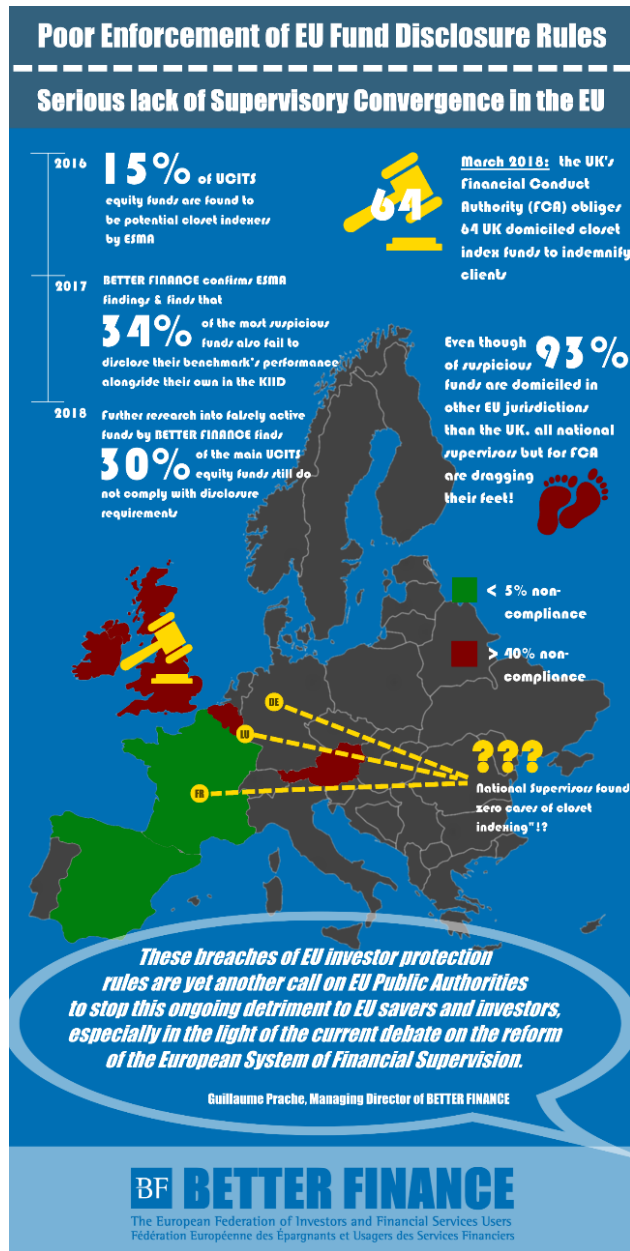 Poor Enforcement of EU Fund Disclosure Rules
Serious lack of Supervisory Convergence in the EU
2016
15% of UCITS
equity funds are found to
be potential closet indexers
by ESMA
64
March 2018: the UK's
Financial Conduct
Authority (FCA) obliges
64 UK domiciled closet
index funds to indemnify
clients
2017
BETTER FINANCE confirms ESMA
findings & finds that
34% of the most suspicious
funds also fail to
disclose their benchmark's performance
alongside their own in the KIID
Even though 93%
of suspicious
funds are domiciled in
other EU jurisdictions
than the UK. all national
supervisors but for FCA
are dragging
their feet!
2018
Further research into falsely active
funds by BETTER FINANCE finds
30% of the main UCITS
equity funds still do
not comply with disclosure
requirements
< 5% non-
compliance
> 40% non-
compliance
DE
LU
FR
???
National Supervisors found
zero cases of closet
indexing"!?
These breaches of EU investor protection
rules are yet another call on EU Public Authorities
to stop this ongoing detriment to EU savers and investors,
especially in the light of the current debate on the reform
of the European System of Financial Supervision.
Guillaume Prache, Managing Director of BETTER FINANCE
BF BETTER FINANCE
The European Federation of Investors and Financial Services Users
Fédération Européenne des Épargnants et Usagers des Services Financiers